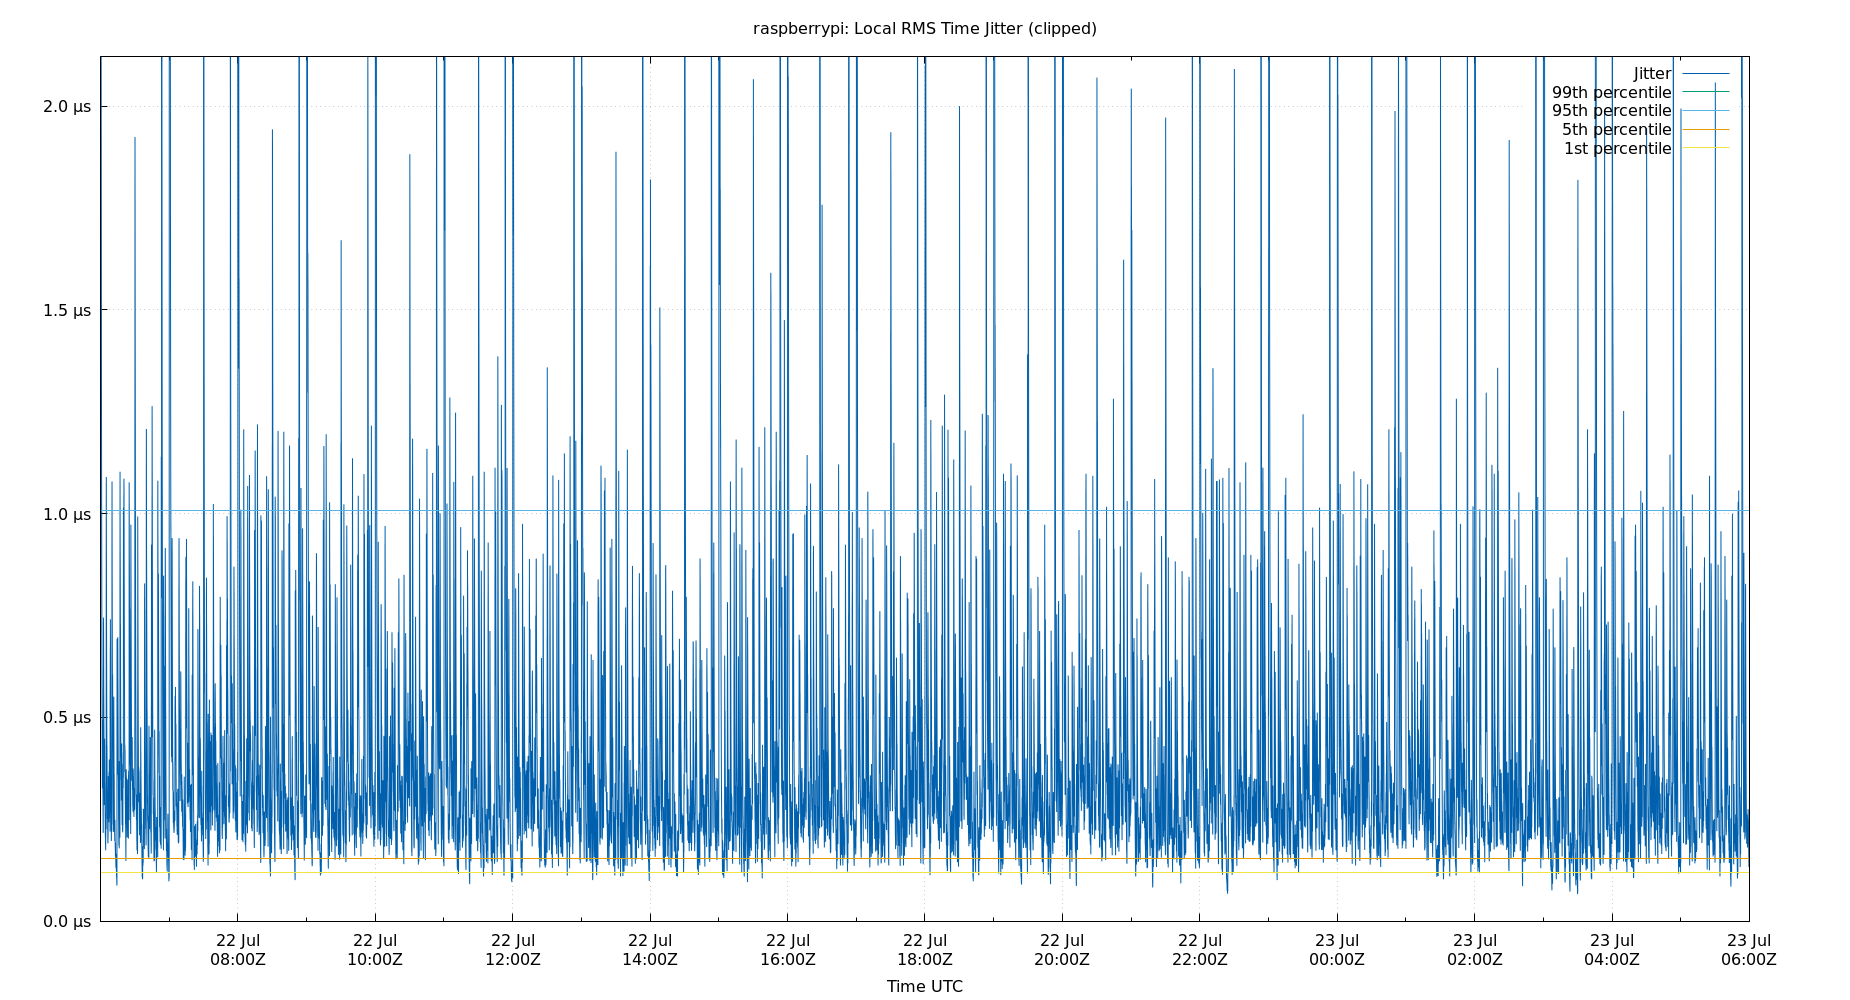 raspberrypi: Local RMS Time Jitter (clipped)
Jitter
99th percentile
95th percentile
5th percentile
1st percentile
2.0 µs
1.5 µs
1.0 µs
0.5 µs
0.0 µs
22 Jul 22 Jul 22 Jul 22 Jul 22 Jul 22 Jul 22 Jul 22 Jul 23 Jul 23 Jul 23 Jul 23 Jul
08:00Z 10:00Z 12:00Z 14:00Z 16:00Z 18:00Z 20:00Z 22:00Z 00:00Z 02:00Z 04:00Z 06:00Z
Time UTC